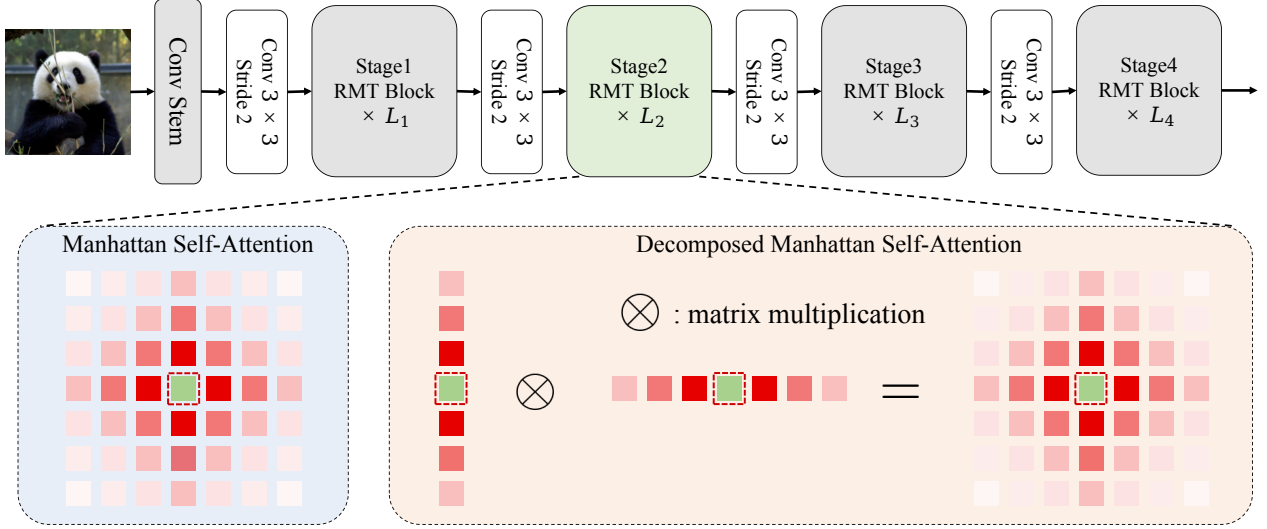 Conv Stem
Conv 3 × 3
Stride 2
Stage1
RMT Block
× L₁
Conv 3 × 3
Stride 2
Stage2
RMT Block
× L₂
Conv 3 × 3
Stride 2
Stage3
RMT Block
× L₃
Conv 3 × 3
Stride 2
Stage4
RMT Block
× L₄
Manhattan Self-Attention
Decomposed Manhattan Self-Attention
⊗ : matrix multiplication
⊗
=